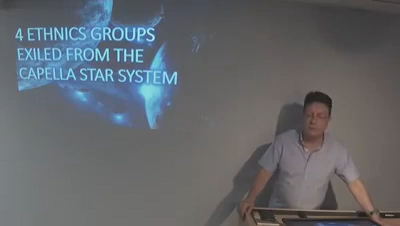 4 ETHNICS GROUPS
EXILED FROM THE
CAPELLA STAR SYSTEM